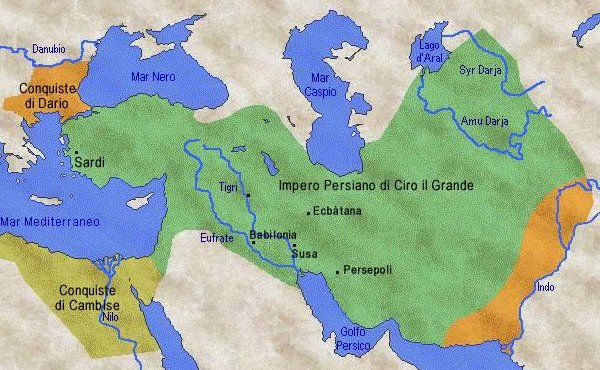 Danubio
Lago
d'Aral
Syr Darja
Mar Nero
Mar
Caspio
Conquiste
di Dario
Amu Darja
Sardi
Tigri
Impero Persiano di Ciro il Grande
Ecbàtana
Mar Mediterraneo
Eufrate
Babilonia
Susa
Persepoli
Conquiste
di Cambise
Nilo
Indo
Golfo
Persico